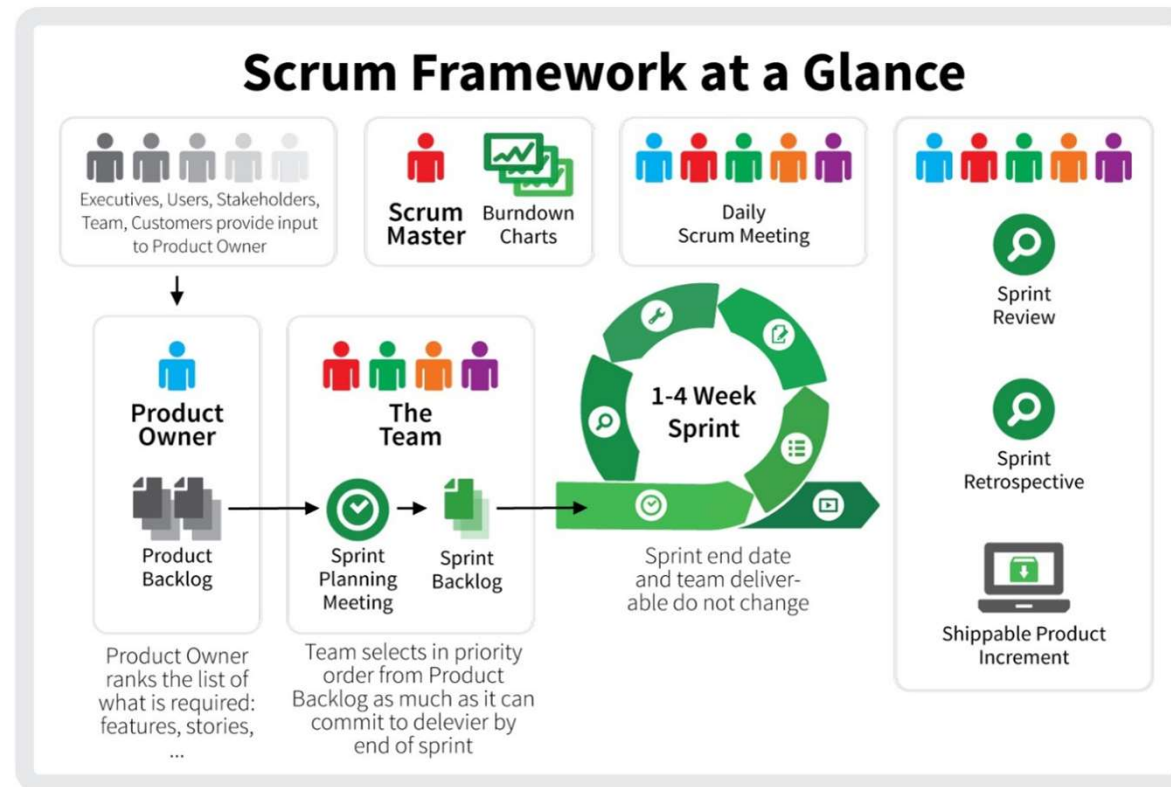 Scrum Framework at a Glance
Executives, Users, Stakeholders,
Team, Customers provide input
to Product Owner
Scrum
Master
Burndown
Charts
Daily
Scrum Meeting
Sprint
Review
Sprint
Retrospective
Shippable Product
Increment
Product
Owner
Product
Backlog
Product Owner
ranks the list of
what is required:
features, stories,
...
The
Team
Sprint
Planning
Meeting
Sprint
Backlog
Team selects in priority
order from Product
Backlog as much as it can
commit to delevier by
end of sprint
1-4 Week
Sprint
Sprint end date
and team deliver-
able do not change